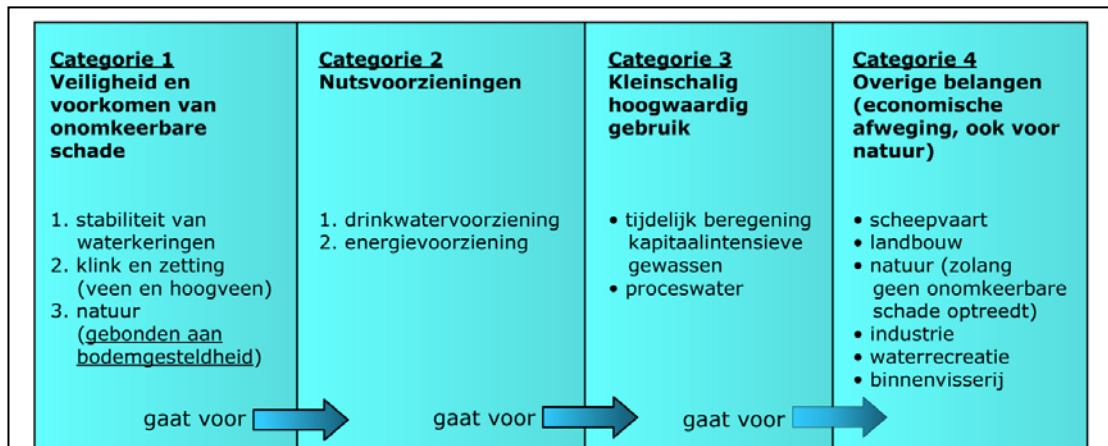 Categorie 1
Veiligheid en
voorkomen van
onomkeerbare
schade
1. stabiliteit van
waterkeringen
2. klink en zetting
(veen en hoogveen)
3. natuur
(gebonden aan
bodemgesteldheid)
gaat voor
Categorie 2
Nutsvoorzieningen
1. drinkwatervoorziening
2. energievoorziening
gaat voor
Categorie 3
Kleinschalig
hoogwaardig
gebruik
• tijdelijk beregening
kapitaalintensieve
gewassen
• proceswater
gaat voor
Categorie 4
Overige belangen
(economische
afweging, ook voor
natuur)
• scheepvaart
• landbouw
• natuur (zolang
geen onomkeerbare
schade optreedt)
• industrie
• waterrecreatie
• binnenvisserij